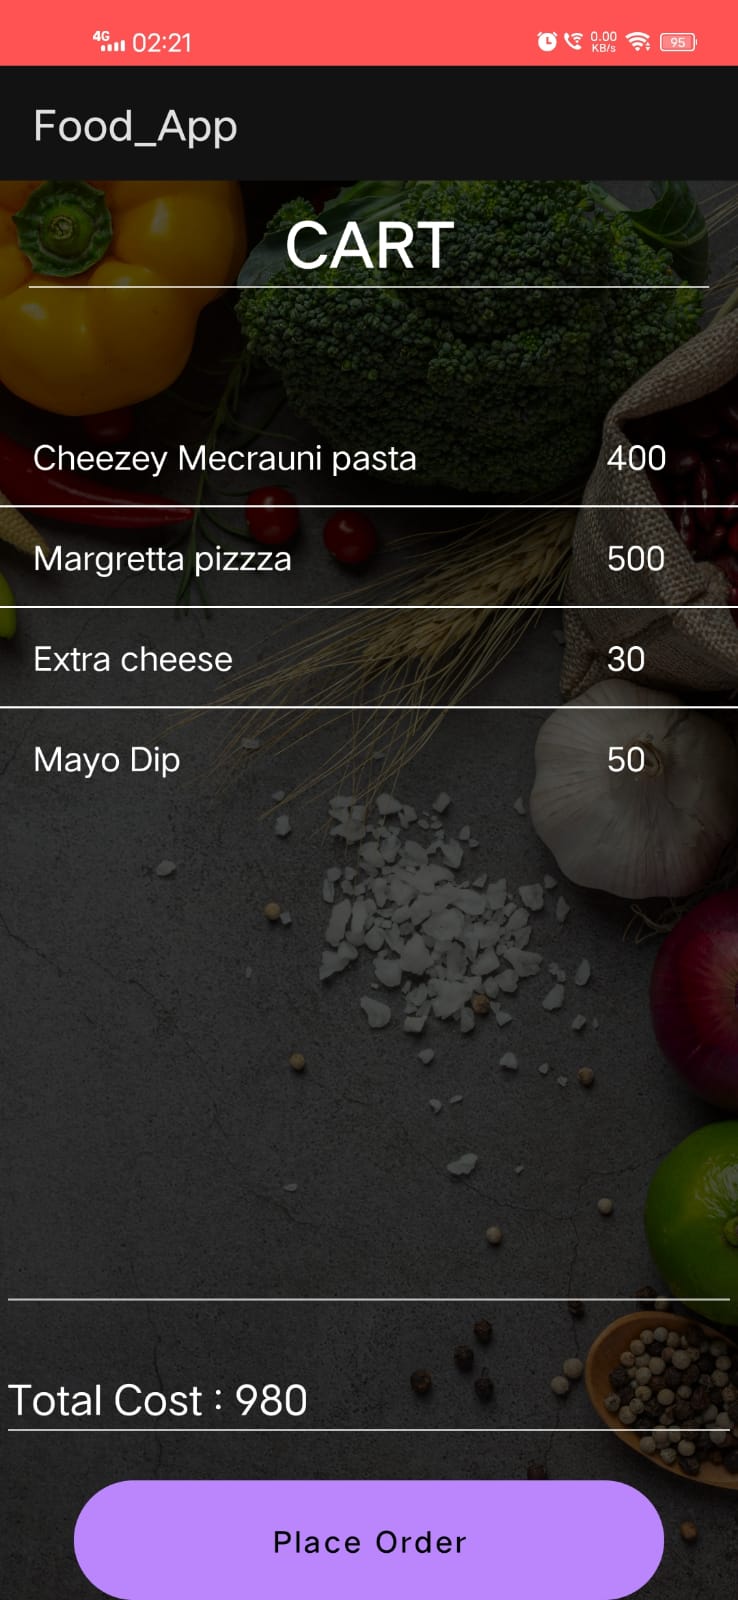 4G 02:21 0.00 KB/s 95
Food_App
CART
Cheezey Mecrauni pasta 400
Margretta pizzza 500
Extra cheese 30
Mayo Dip 50
Total Cost : 980
Place Order